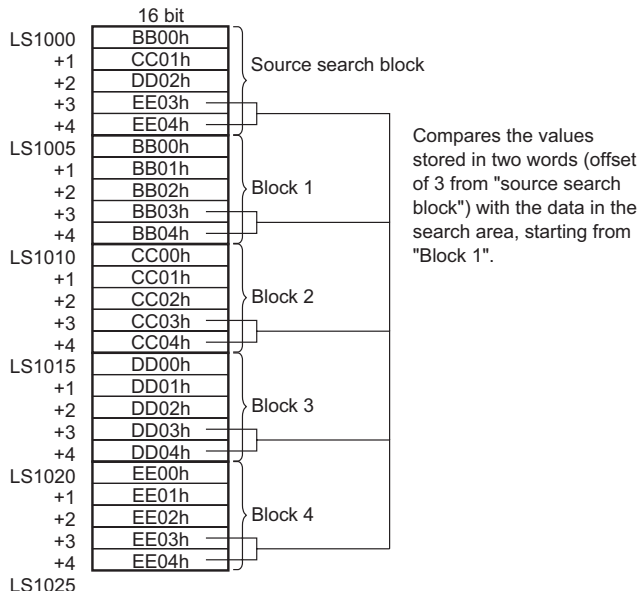 16 bit
LS1000 BB00h
+1 CC01h
+2 DD02h
+3 EE03h
+4 EE04h
Source search block
LS1005 BB00h
+1 BB01h
+2 BB02h
+3 BB03h
+4 BB04h
Block 1
LS1010 CC00h
+1 CC01h
+2 CC02h
+3 CC03h
+4 CC04h
Block 2
LS1015 DD00h
+1 DD01h
+2 DD02h
+3 DD03h
+4 DD04h
Block 3
LS1020 EE00h
+1 EE01h
+2 EE02h
+3 EE03h
+4 EE04h
Block 4
LS1025
Compares the values
stored in two words (offset
of 3 from "source search
block") with the data in the
search area, starting from
"Block 1".